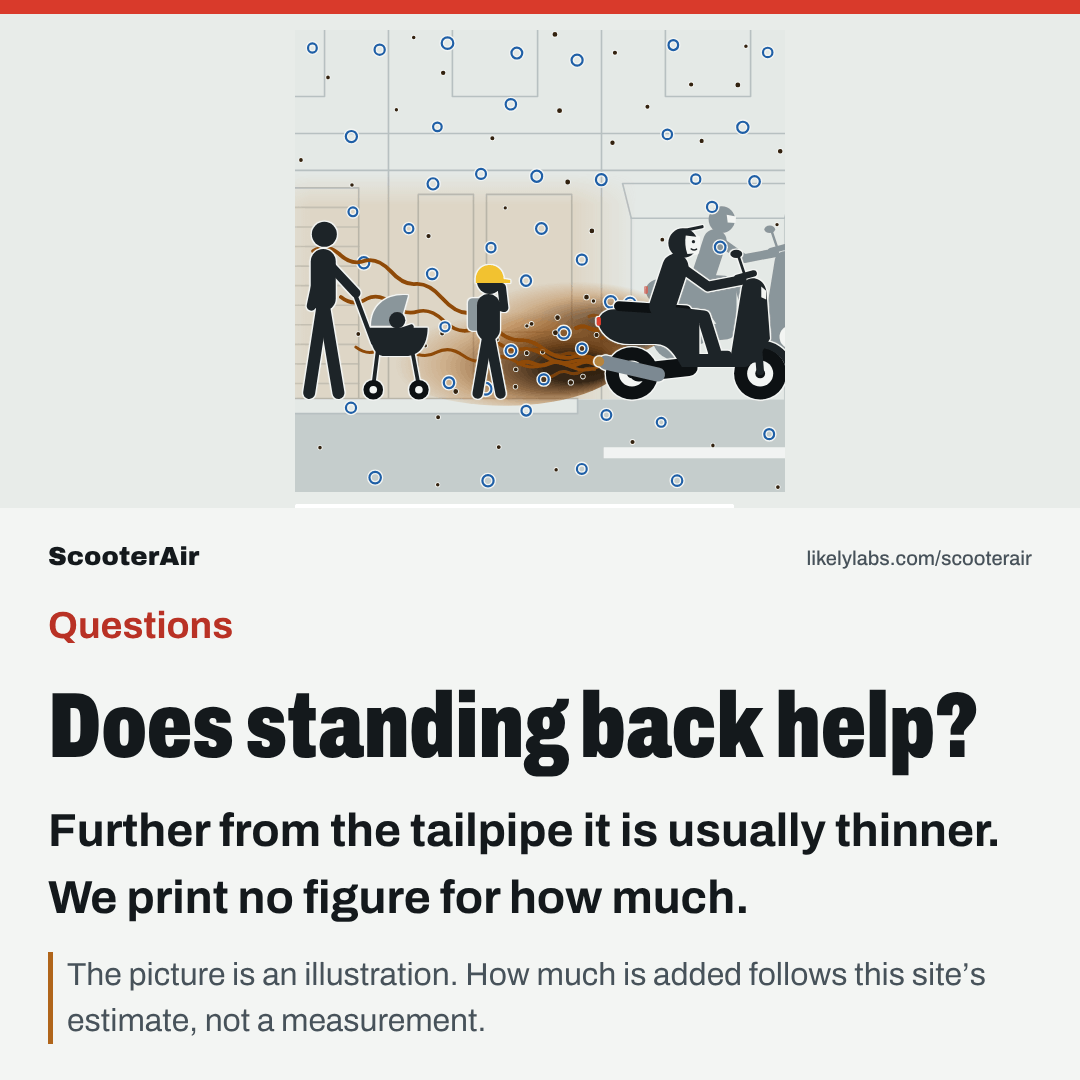 ScooterAir
likelylabs.com/scooterair
Questions
Does standing back help?
Further from the tailpipe it is usually thinner.
We print no figure for how much.
The picture is an illustration. How much is added follows this site’s
estimate, not a measurement.